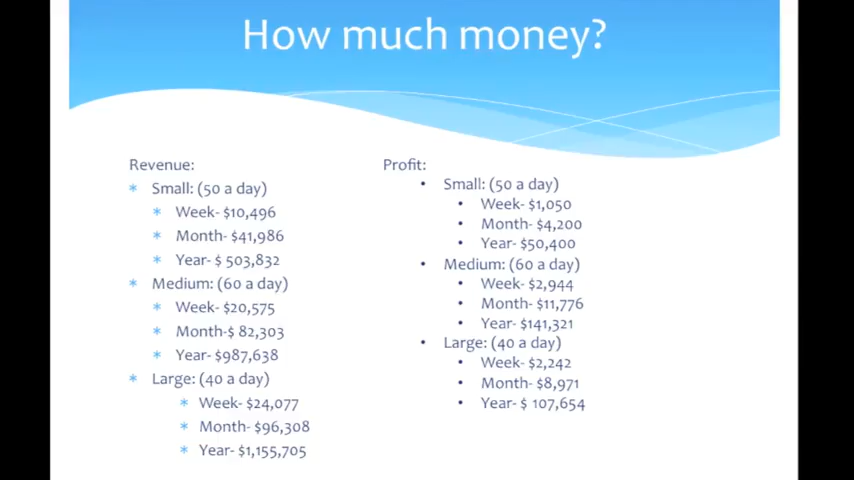 How much money?
Revenue:
Small: (50 a day)
Week- $10,496
Month- $41,986
Year- $ 503,832
Medium: (60 a day)
Week- $20,575
Month-$ 82,303
Year- $987,638
Large: (40 a day)
Week- $24,077
Month- $96,308
Year- $1,155,705
Profit:
Small: (50 a day)
Week- $1,050
Month- $4,200
Year- $50,400
Medium: (60 a day)
Week- $2,944
Month- $11,776
Year- $141,321
Large: (40 a day)
Week- $2,242
Month- $8,971
Year- $ 107,654